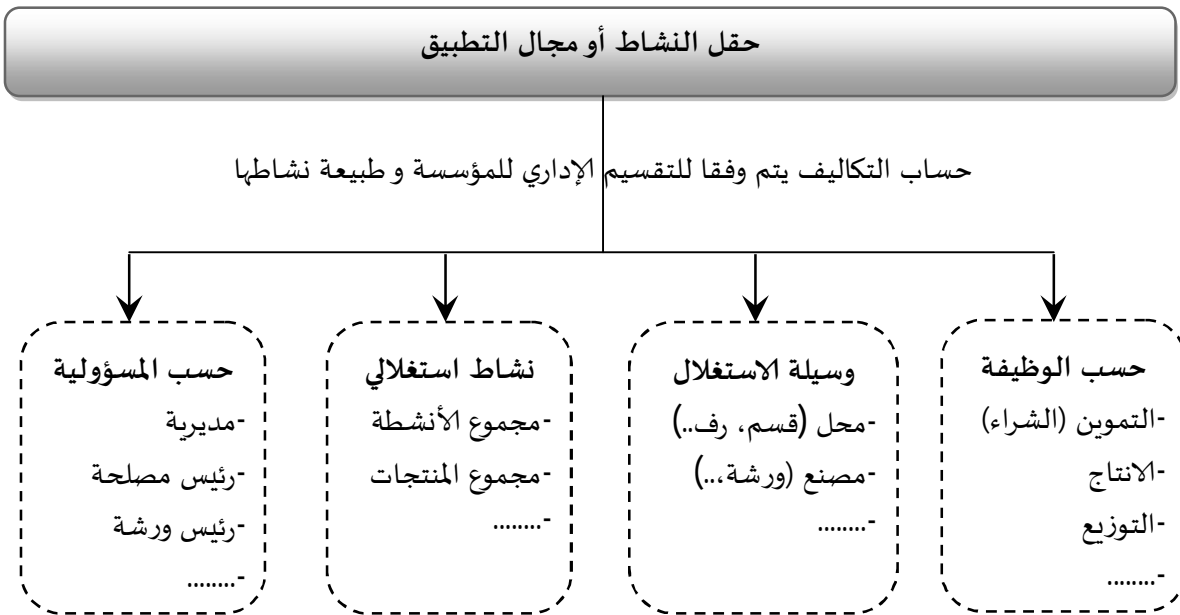 حقل النشاط أو مجال التطبيق
حساب التكاليف يتم وفقا للتقسيم الإداري للمؤسسة و طبيعة نشاطها
حسب الوظيفة
-التموين (الشراء)
-الانتاج
-التوزيع
-........
وسيلة الاستغلال
-محل (قسم، رف..)
-مصنع (ورشة،..)
-........
نشاط استغلالي
-مجموع الأنشطة
-مجموع المنتجات
-........
حسب المسؤولية
-مديرية
-رئيس مصلحة
-رئيس ورشة
-........